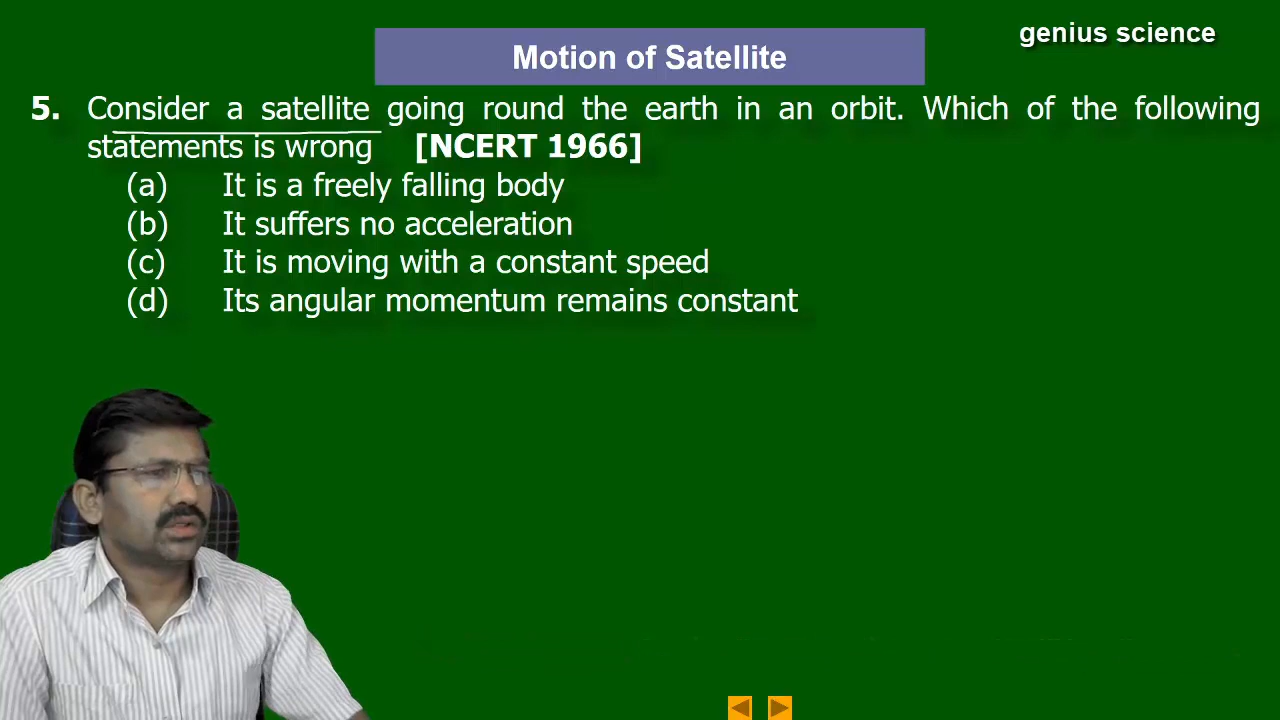 genius science
Motion of Satellite
5. Consider a satellite going round the earth in an orbit. Which of the following
statements is wrong [NCERT 1966]
(a) It is a freely falling body
(b) It suffers no acceleration
(c) It is moving with a constant speed
(d) Its angular momentum remains constant